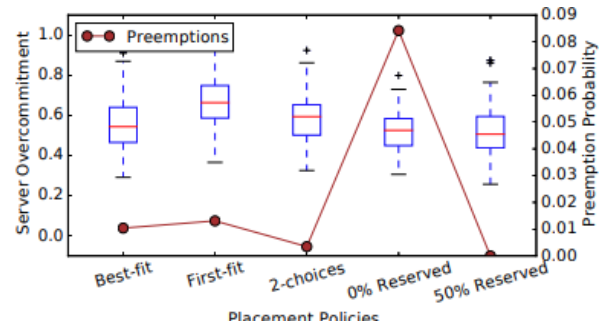 Preemptions
Server Overcommitment
1.0
0.8
0.6
0.4
0.2
0.0
Preemption Probability
0.09
0.08
0.07
0.06
0.05
0.04
0.03
0.02
0.01
0.00
Best-fit
First-fit
2-choices
0% Reserved
50% Reserved
Placement Policies